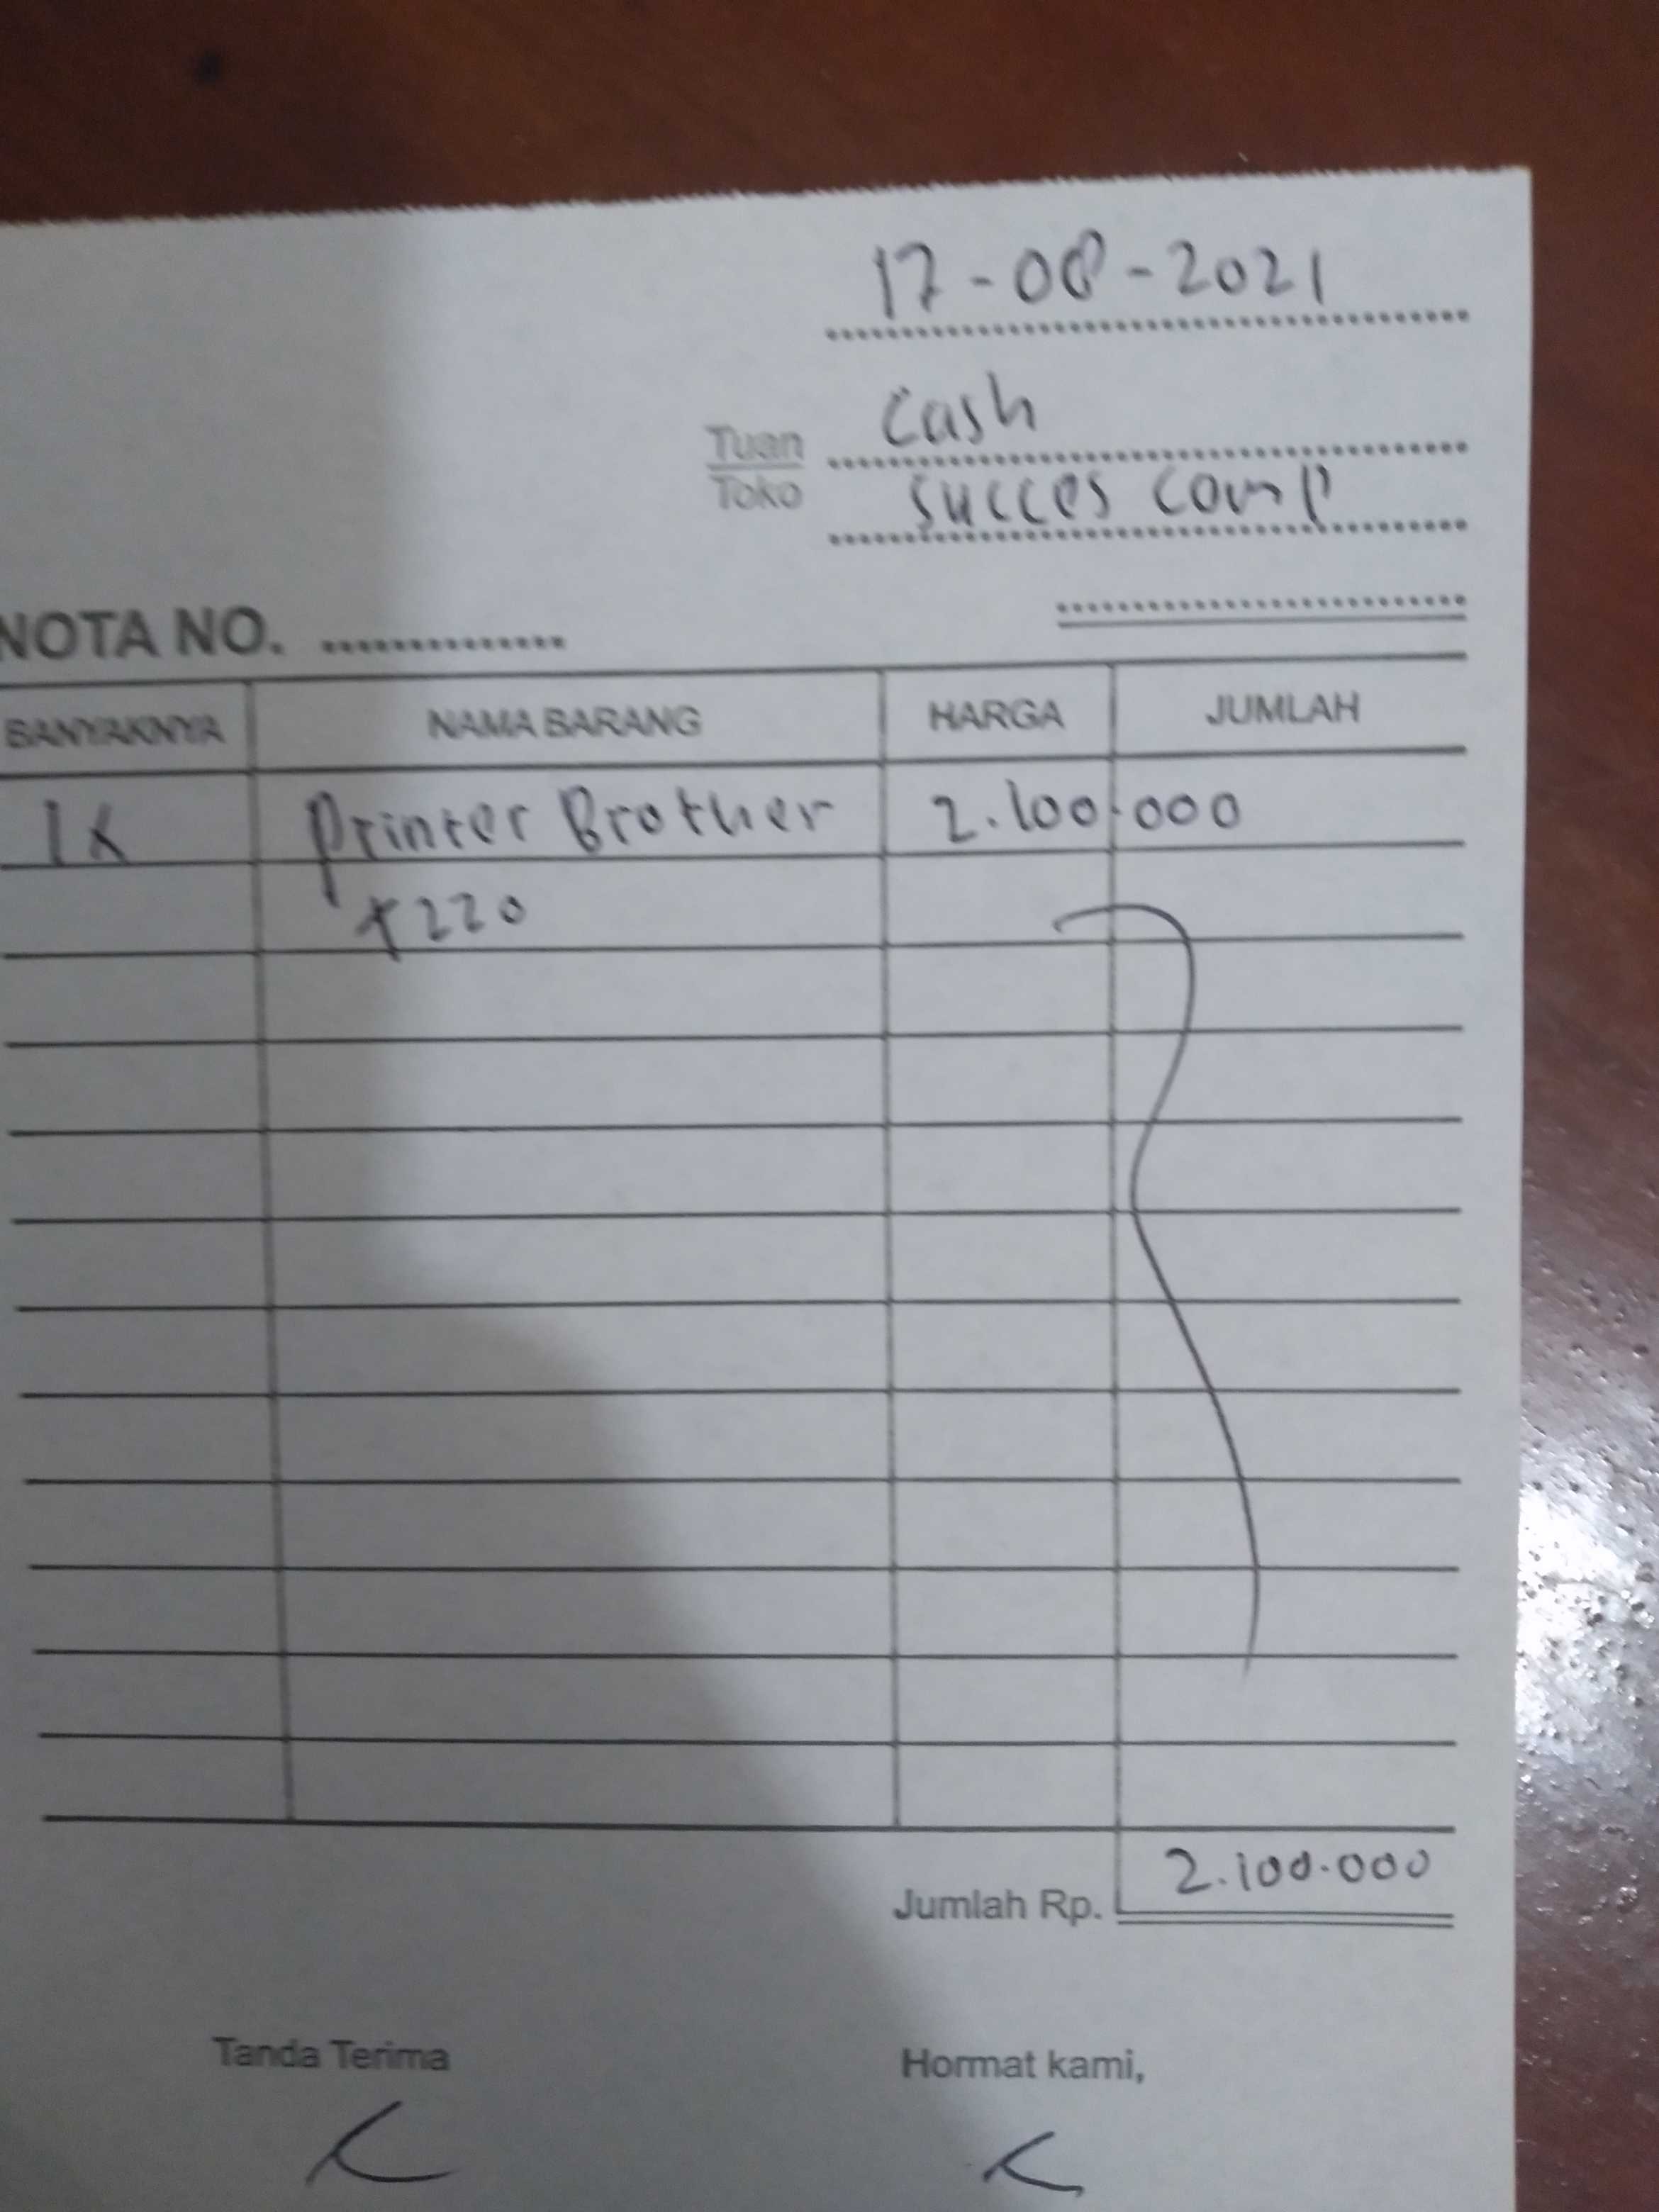 17-08-2021
Tuan Cash
Toko succes comp
NOTA NO. ..............
BANYAKNYA NAMA BARANG HARGA JUMLAH
1x Printer Brother 2.100.000
T220
Jumlah Rp. 2.100.000
Tanda Terima Hormat kami,